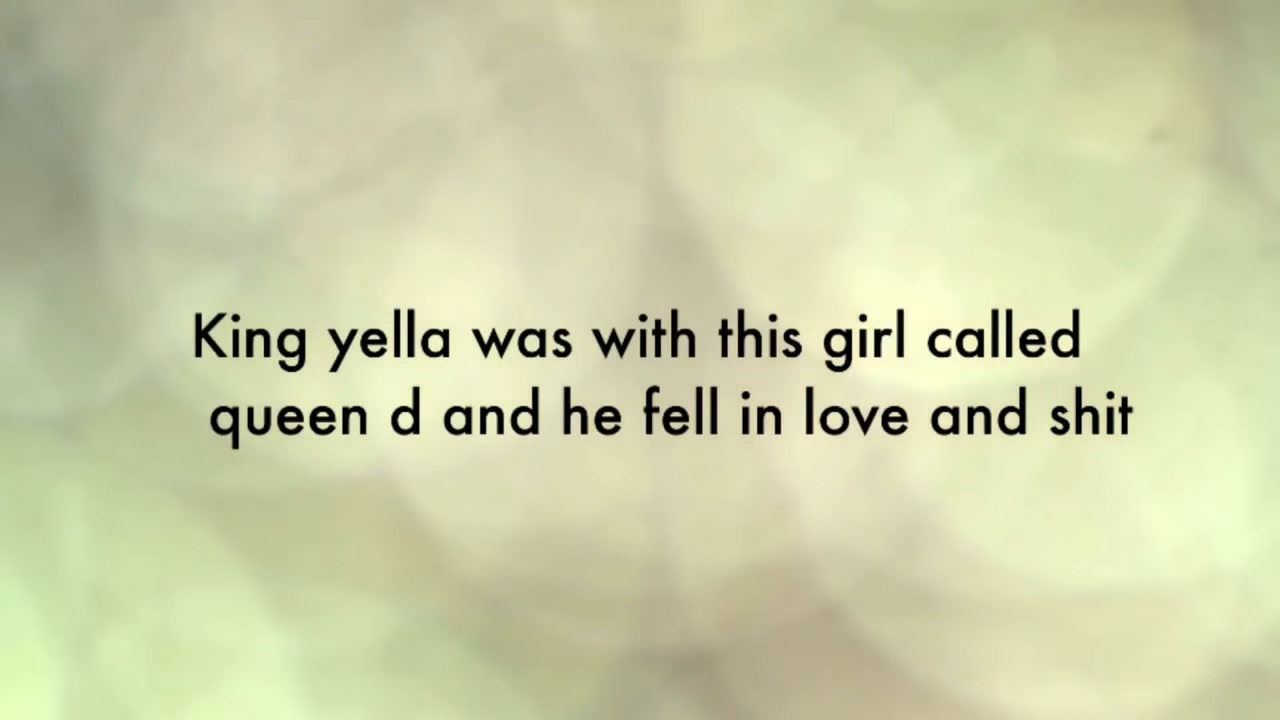 King yella was with this girl called
queen d and he fell in love and shit